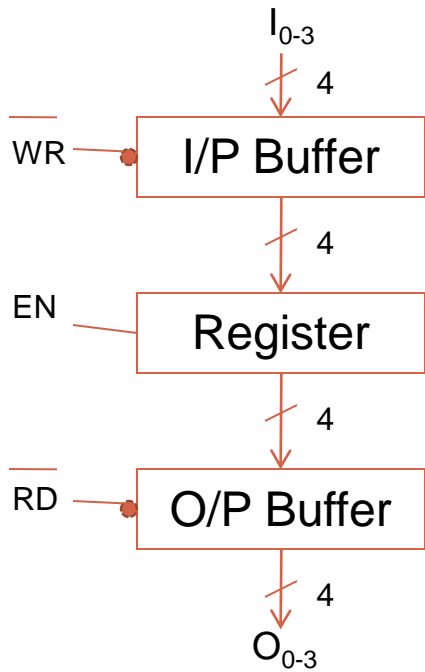 I0-3
4
WR
I/P Buffer
4
EN
Register
4
RD
O/P Buffer
4
O0-3